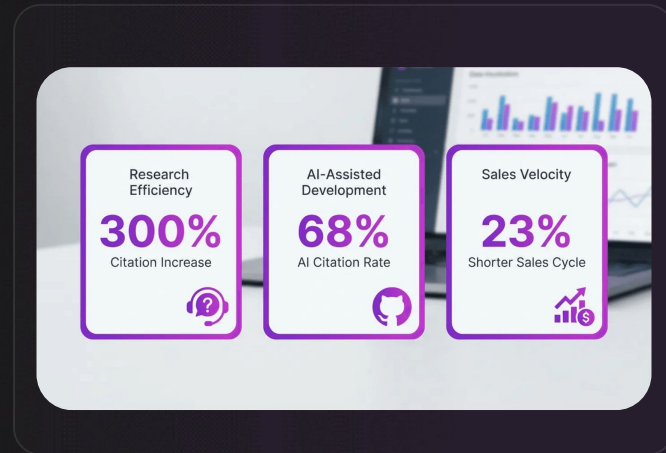 Research
Efficiency
300%
Citation Increase
AI-Assisted
Development
68%
AI Citation Rate
Sales Velocity
23%
Shorter Sales Cycle